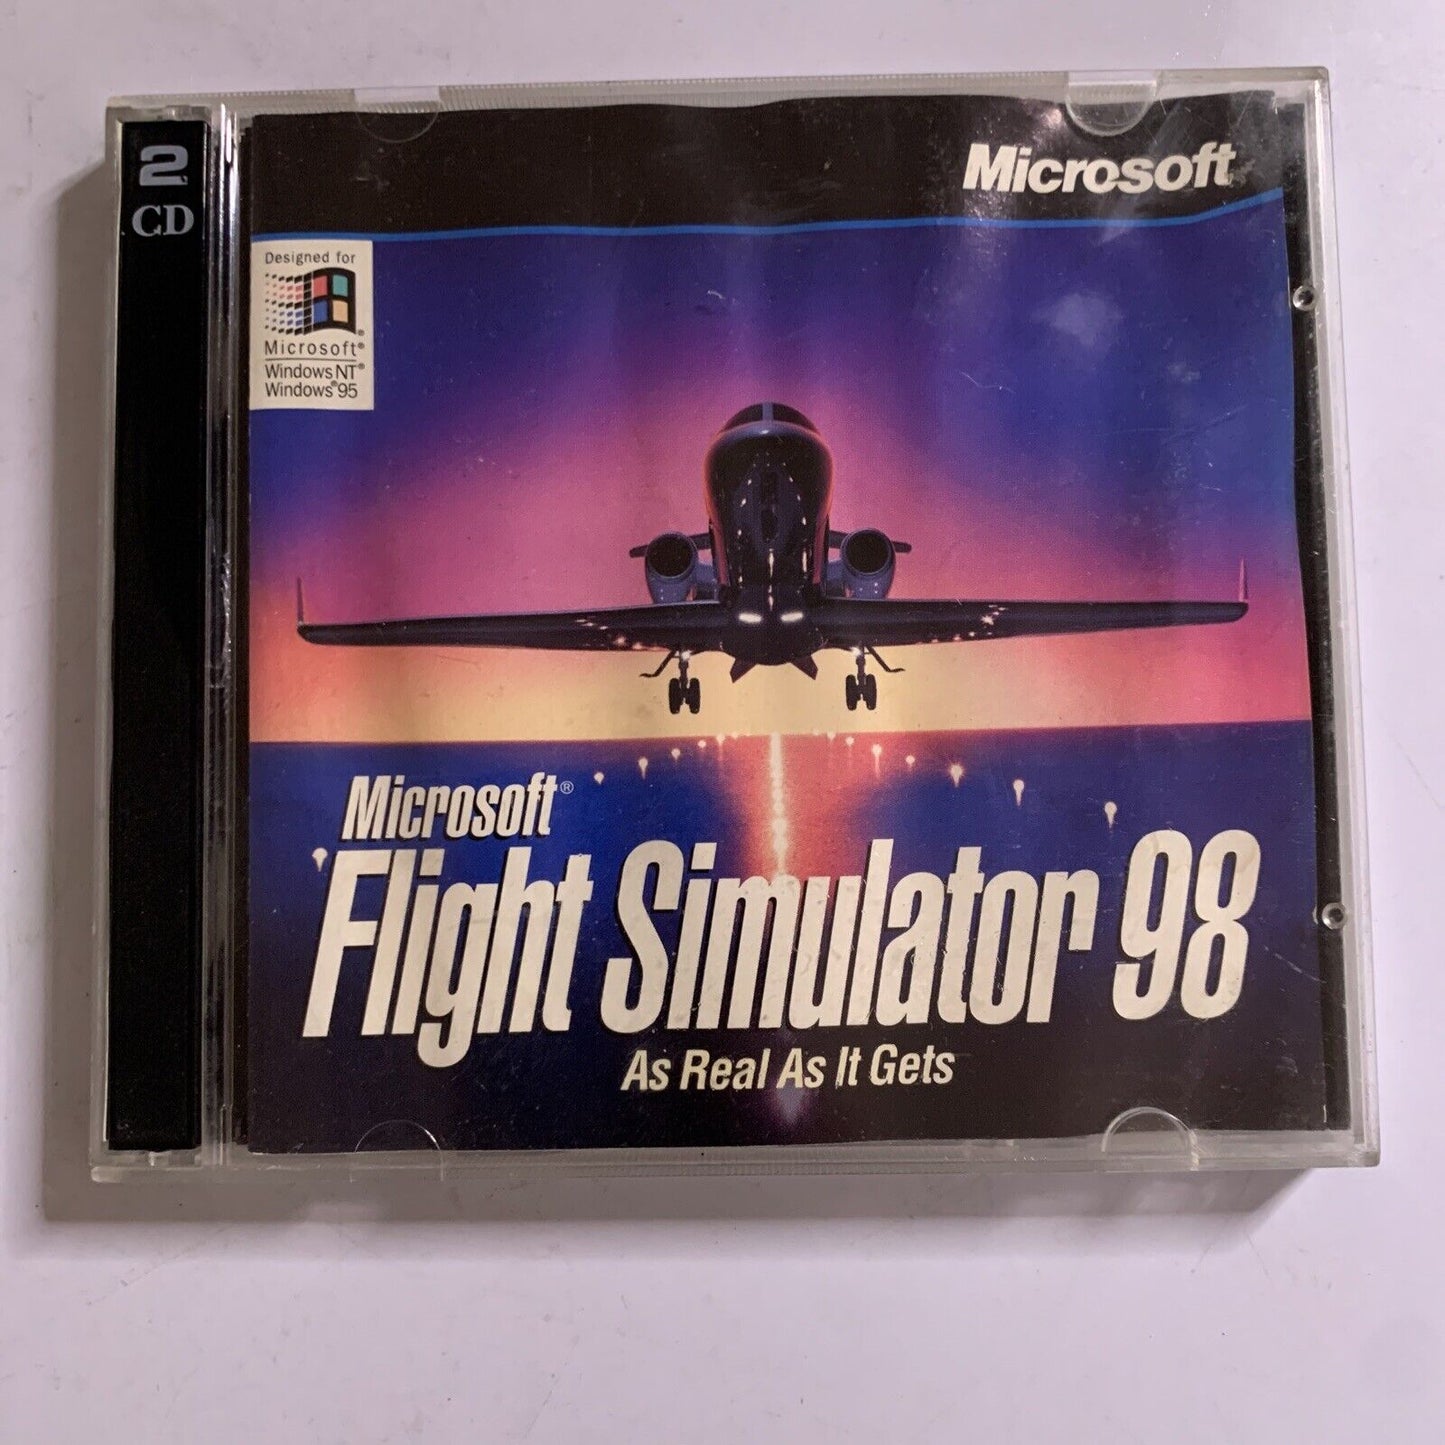 2
CD
Microsoft
Designed for
Microsoft®
Windows NT®
Windows®95
Microsoft®
Flight Simulator 98
As Real As It Gets